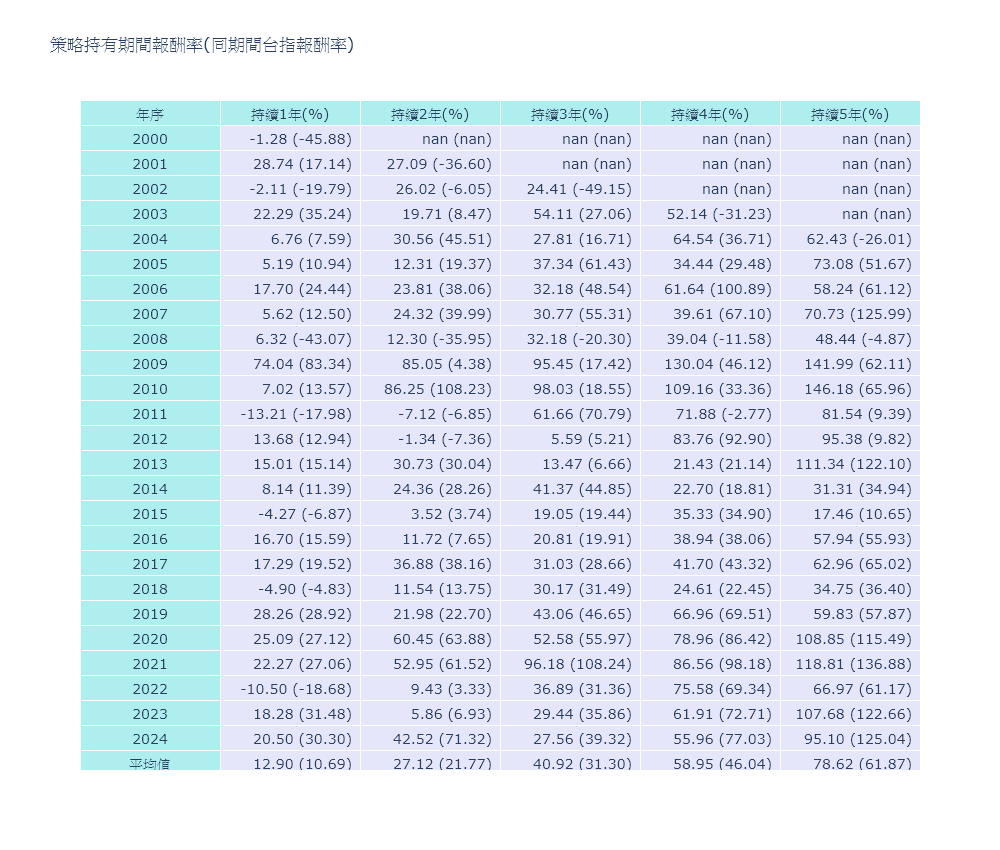 策略持有期間報酬率(同期間台指報酬率)
年序 持續1年(%) 持續2年(%) 持續3年(%) 持續4年(%) 持續5年(%)
2000 -1.28 (-45.88) nan (nan) nan (nan) nan (nan) nan (nan)
2001 28.74 (17.14) 27.09 (-36.60) nan (nan) nan (nan) nan (nan)
2002 -2.11 (-19.79) 26.02 (-6.05) 24.41 (-49.15) nan (nan) nan (nan)
2003 22.29 (35.24) 19.71 (8.47) 54.11 (27.06) 52.14 (-31.23) nan (nan)
2004 6.76 (7.59) 30.56 (45.51) 27.81 (16.71) 64.54 (36.71) 62.43 (-26.01)
2005 5.19 (10.94) 12.31 (19.37) 37.34 (61.43) 34.44 (29.48) 73.08 (51.67)
2006 17.70 (24.44) 23.81 (38.06) 32.18 (48.54) 61.64 (100.89) 58.24 (61.12)
2007 5.62 (12.50) 24.32 (39.99) 30.77 (55.31) 39.61 (67.10) 70.73 (125.99)
2008 6.32 (-43.07) 12.30 (-35.95) 32.18 (-20.30) 39.04 (-11.58) 48.44 (-4.87)
2009 74.04 (83.34) 85.05 (4.38) 95.45 (17.42) 130.04 (46.12) 141.99 (62.11)
2010 7.02 (13.57) 86.25 (108.23) 98.03 (18.55) 109.16 (33.36) 146.18 (65.96)
2011 -13.21 (-17.98) -7.12 (-6.85) 61.66 (70.79) 71.88 (-2.77) 81.54 (9.39)
2012 13.68 (12.94) -1.34 (-7.36) 5.59 (5.21) 83.76 (92.90) 95.38 (9.82)
2013 15.01 (15.14) 30.73 (30.04) 13.47 (6.66) 21.43 (21.14) 111.34 (122.10)
2014 8.14 (11.39) 24.36 (28.26) 41.37 (44.85) 22.70 (18.81) 31.31 (34.94)
2015 -4.27 (-6.87) 3.52 (3.74) 19.05 (19.44) 35.33 (34.90) 17.46 (10.65)
2016 16.70 (15.59) 11.72 (7.65) 20.81 (19.91) 38.94 (38.06) 57.94 (55.93)
2017 17.29 (19.52) 36.88 (38.16) 31.03 (28.66) 41.70 (43.32) 62.96 (65.02)
2018 -4.90 (-4.83) 11.54 (13.75) 30.17 (31.49) 24.61 (22.45) 34.75 (36.40)
2019 28.26 (28.92) 21.98 (22.70) 43.06 (46.65) 66.96 (69.51) 59.83 (57.87)
2020 25.09 (27.12) 60.45 (63.88) 52.58 (55.97) 78.96 (86.42) 108.85 (115.49)
2021 22.27 (27.06) 52.95 (61.52) 96.18 (108.24) 86.56 (98.18) 118.81 (136.88)
2022 -10.50 (-18.68) 9.43 (3.33) 36.89 (31.36) 75.58 (69.34) 66.97 (61.17)
2023 18.28 (31.48) 5.86 (6.93) 29.44 (35.86) 61.91 (72.71) 107.68 (122.66)
2024 20.50 (30.30) 42.52 (71.32) 27.56 (39.32) 55.96 (77.03) 95.10 (125.04)
平均值 12.90 (10.69) 27.12 (21.77) 40.92 (31.30) 58.95 (46.04) 78.62 (61.87)